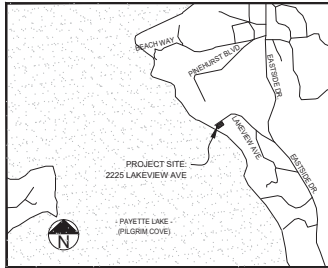 BEACH WAY
PINEHURST BLVD
EASTSIDE DR.
LAKEVIEW AVE.
EASTSIDE DR.
PROJECT SITE:
2225 LAKEVIEW AVE
- PAYETTE LAKE -
(PILGRIM COVE)
N